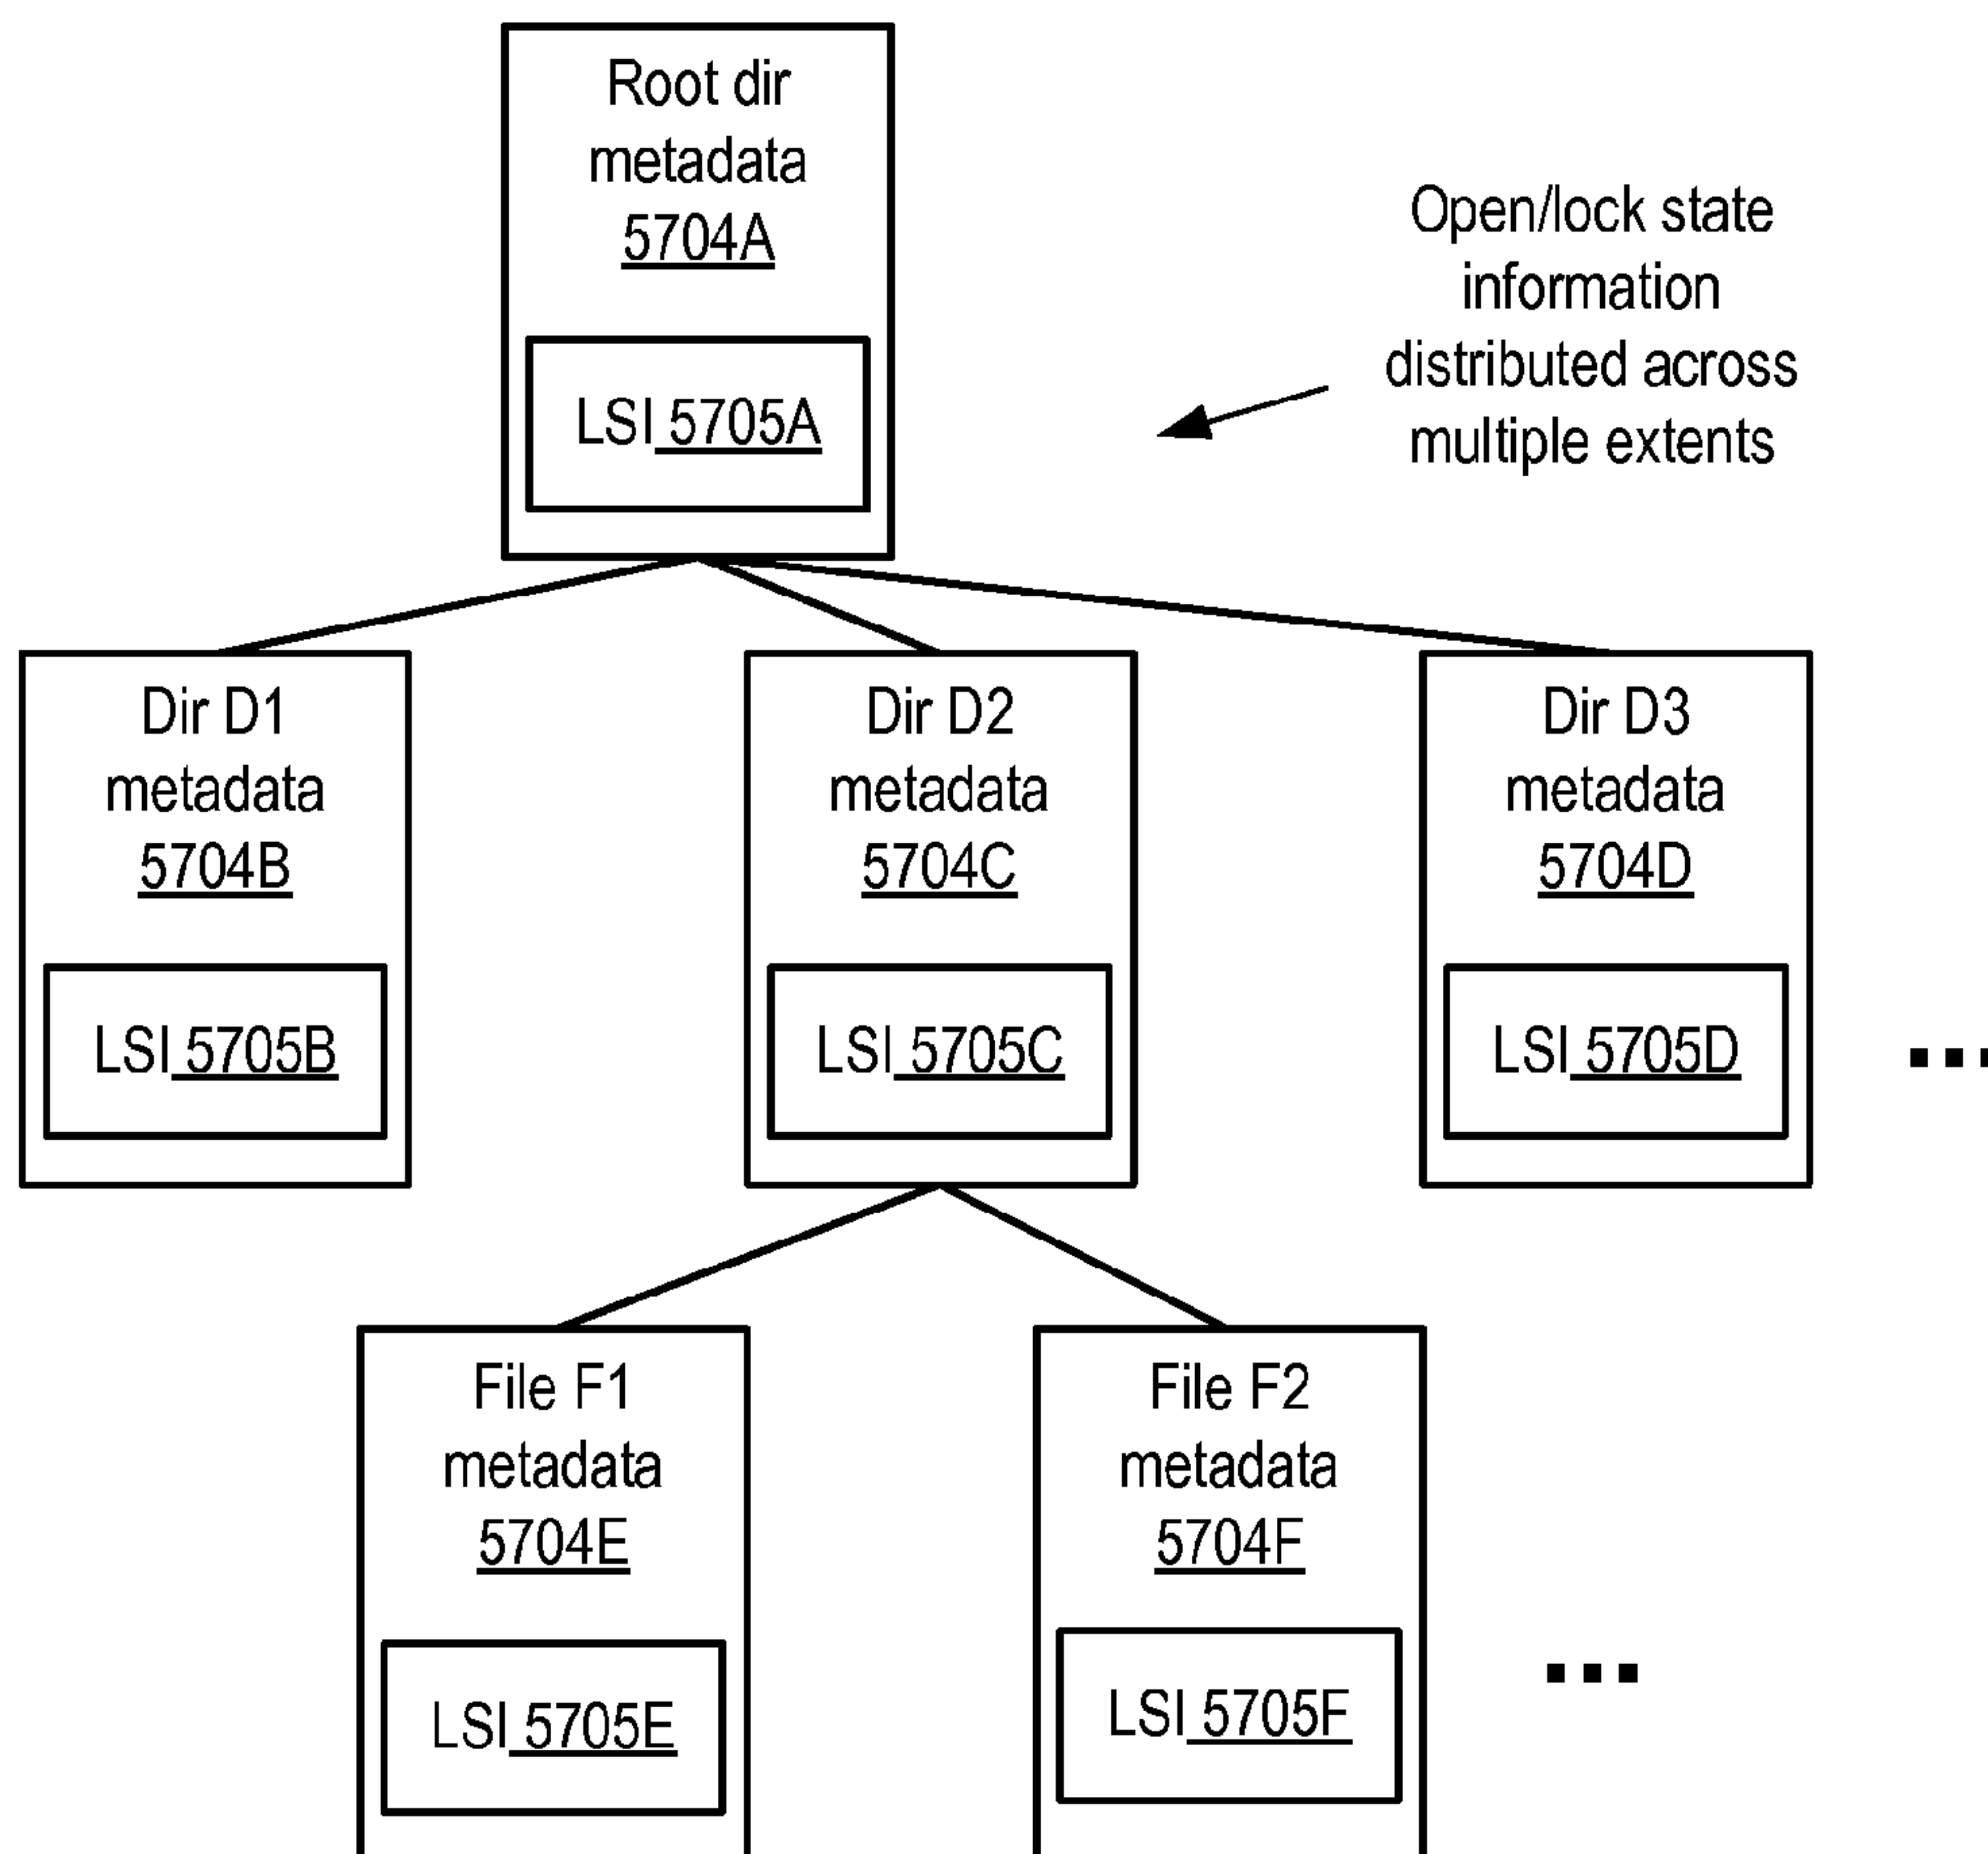 Root dir
metadata
5704A
LSI 5705A
Open/lock state
information
distributed across
multiple extents
Dir D1
metadata
5704B
LSI 5705B
Dir D2
metadata
5704C
LSI 5705C
Dir D3
metadata
5704D
LSI 5705D
...
File F1
metadata
5704E
LSI 5705E
File F2
metadata
5704F
LSI 5705F
...